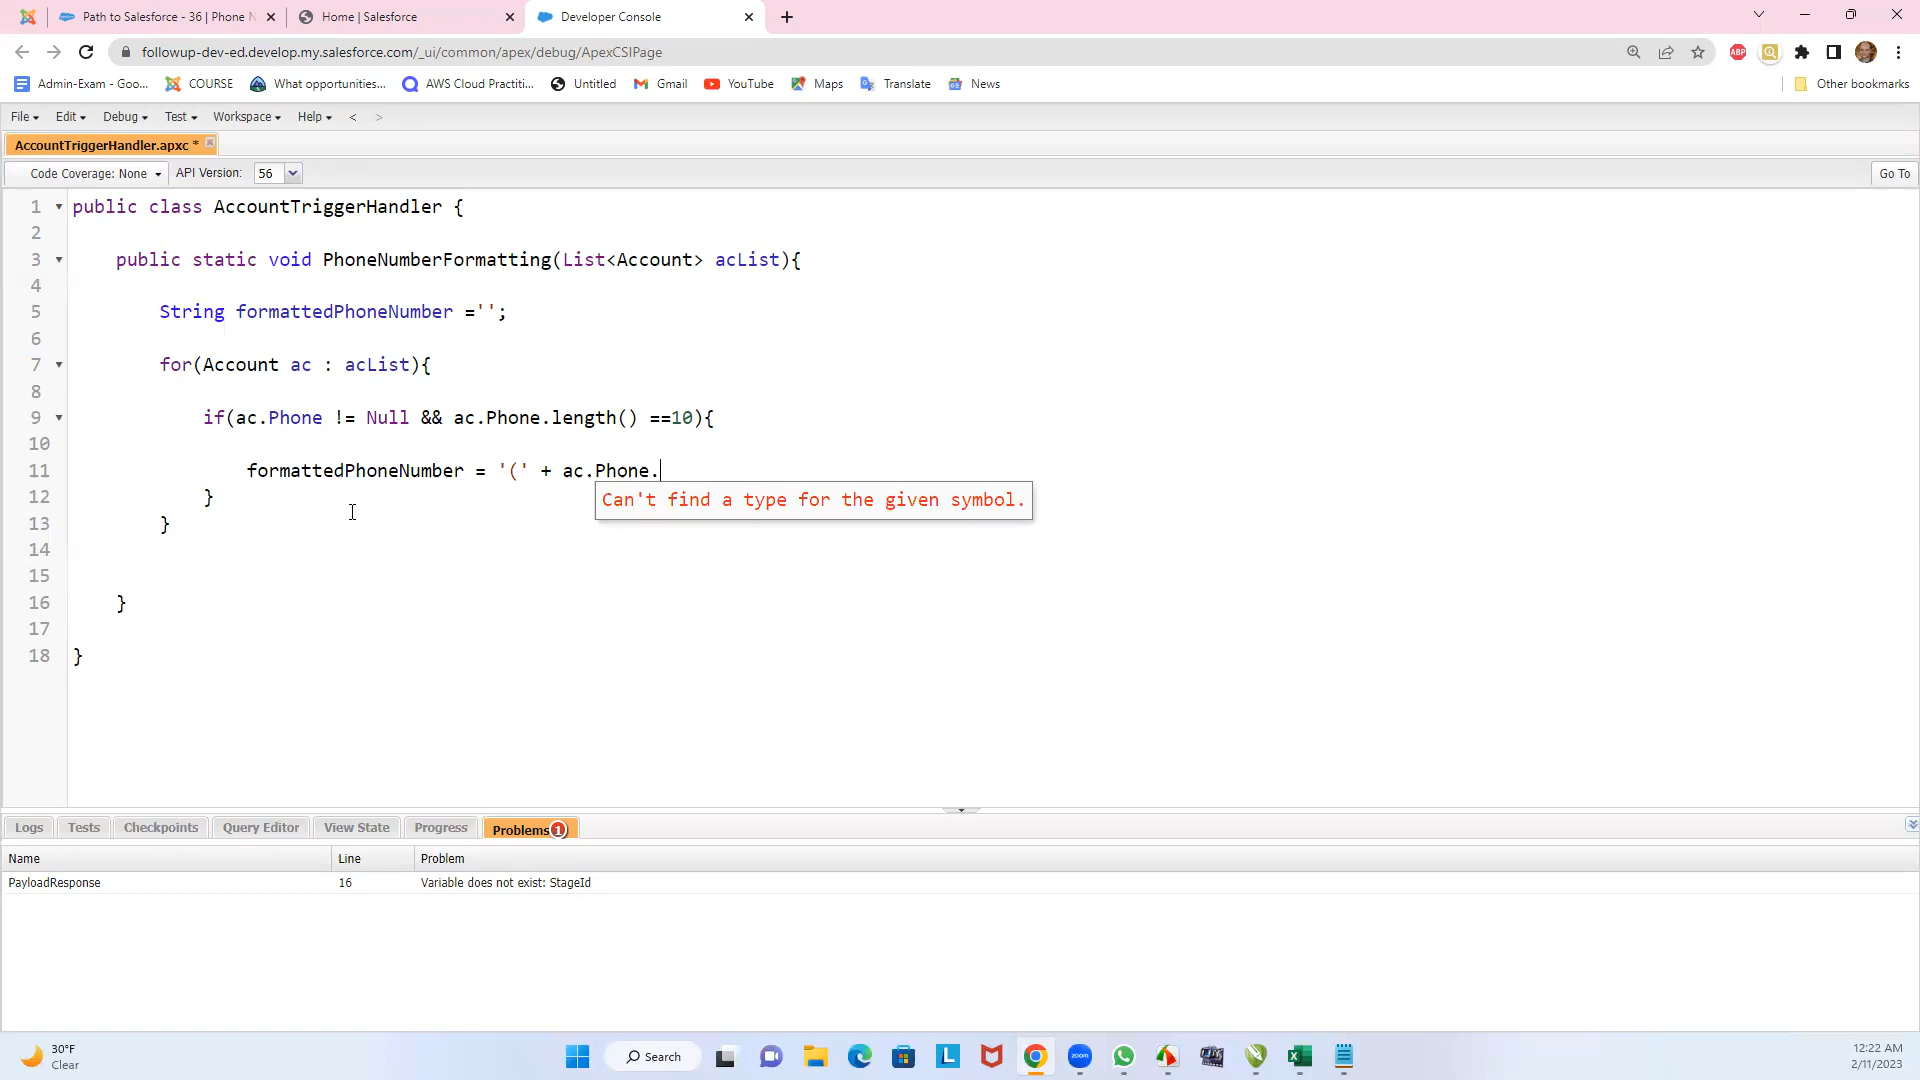 Path to Salesforce - 36 | Phone N
Home | Salesforce
Developer Console
followup-dev-ed.develop.my.salesforce.com/_ui/common/apex/debug/ApexCSIPage
ABP
Admin-Exam - Goo...
COURSE
What opportunities...
AWS Cloud Practiti...
Untitled
Gmail
YouTube
Maps
Translate
News
Other bookmarks
File Edit Debug Test Workspace Help < >
AccountTriggerHandler.apxc *
Code Coverage: None API Version: 56 Go To
1 public class AccountTriggerHandler {
2
3 public static void PhoneNumberFormatting(List<Account> acList){
4
5 String formattedPhoneNumber ='';
6
7 for(Account ac : acList){
8
9 if(ac.Phone != Null && ac.Phone.length() ==10){
10
11 formattedPhoneNumber = '(' + ac.Phone.
Can't find a type for the given symbol.
12 }
13 }
14
15
16 }
17
18 }
Logs Tests Checkpoints Query Editor View State Progress Problems 1
Name Line Problem
PayloadResponse 16 Variable does not exist: StageId
30°F
Clear
Search
L
zoom
12:22 AM
2/11/2023